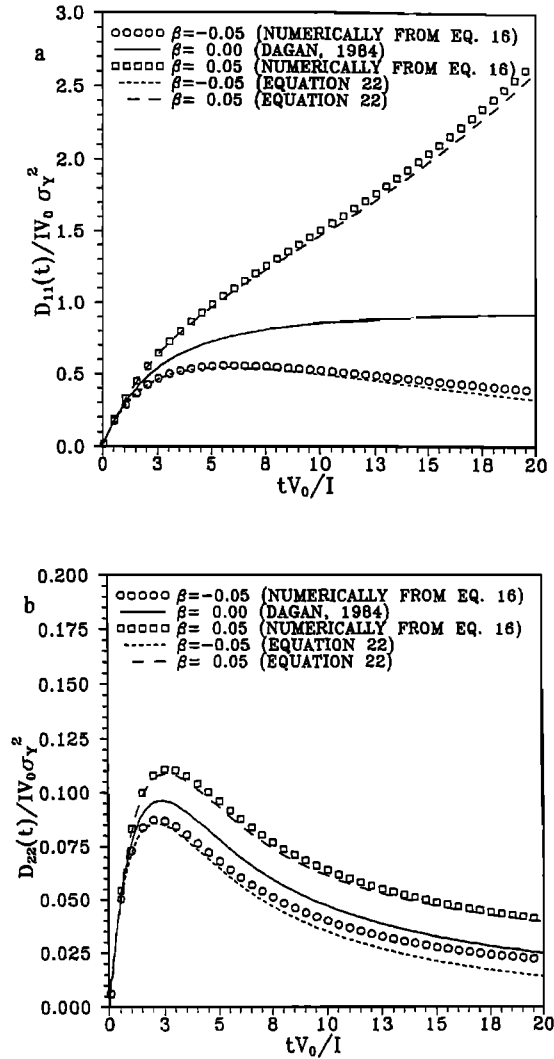 a
○○○○○ β=-0.05 (NUMERICALLY FROM EQ. 16)
β= 0.00 (DAGAN, 1984)
□□□□□ β= 0.05 (NUMERICALLY FROM EQ. 16)
β=-0.05 (EQUATION 22)
β= 0.05 (EQUATION 22)
3.0
2.5
2.0
1.5
1.0
0.5
0.0
D₁₁(t)/IV₀ σ_Y²
0 3 5 8 10 13 15 18 20
tV₀/I
b
○○○○○ β=-0.05 (NUMERICALLY FROM EQ. 16)
β= 0.00 (DAGAN, 1984)
□□□□□ β= 0.05 (NUMERICALLY FROM EQ. 16)
β=-0.05 (EQUATION 22)
β= 0.05 (EQUATION 22)
0.200
0.175
0.150
0.125
0.100
0.075
0.050
0.025
0.000
D₂₂(t)/IV₀σ_Y²
0 3 5 8 10 13 15 18 20
tV₀/I